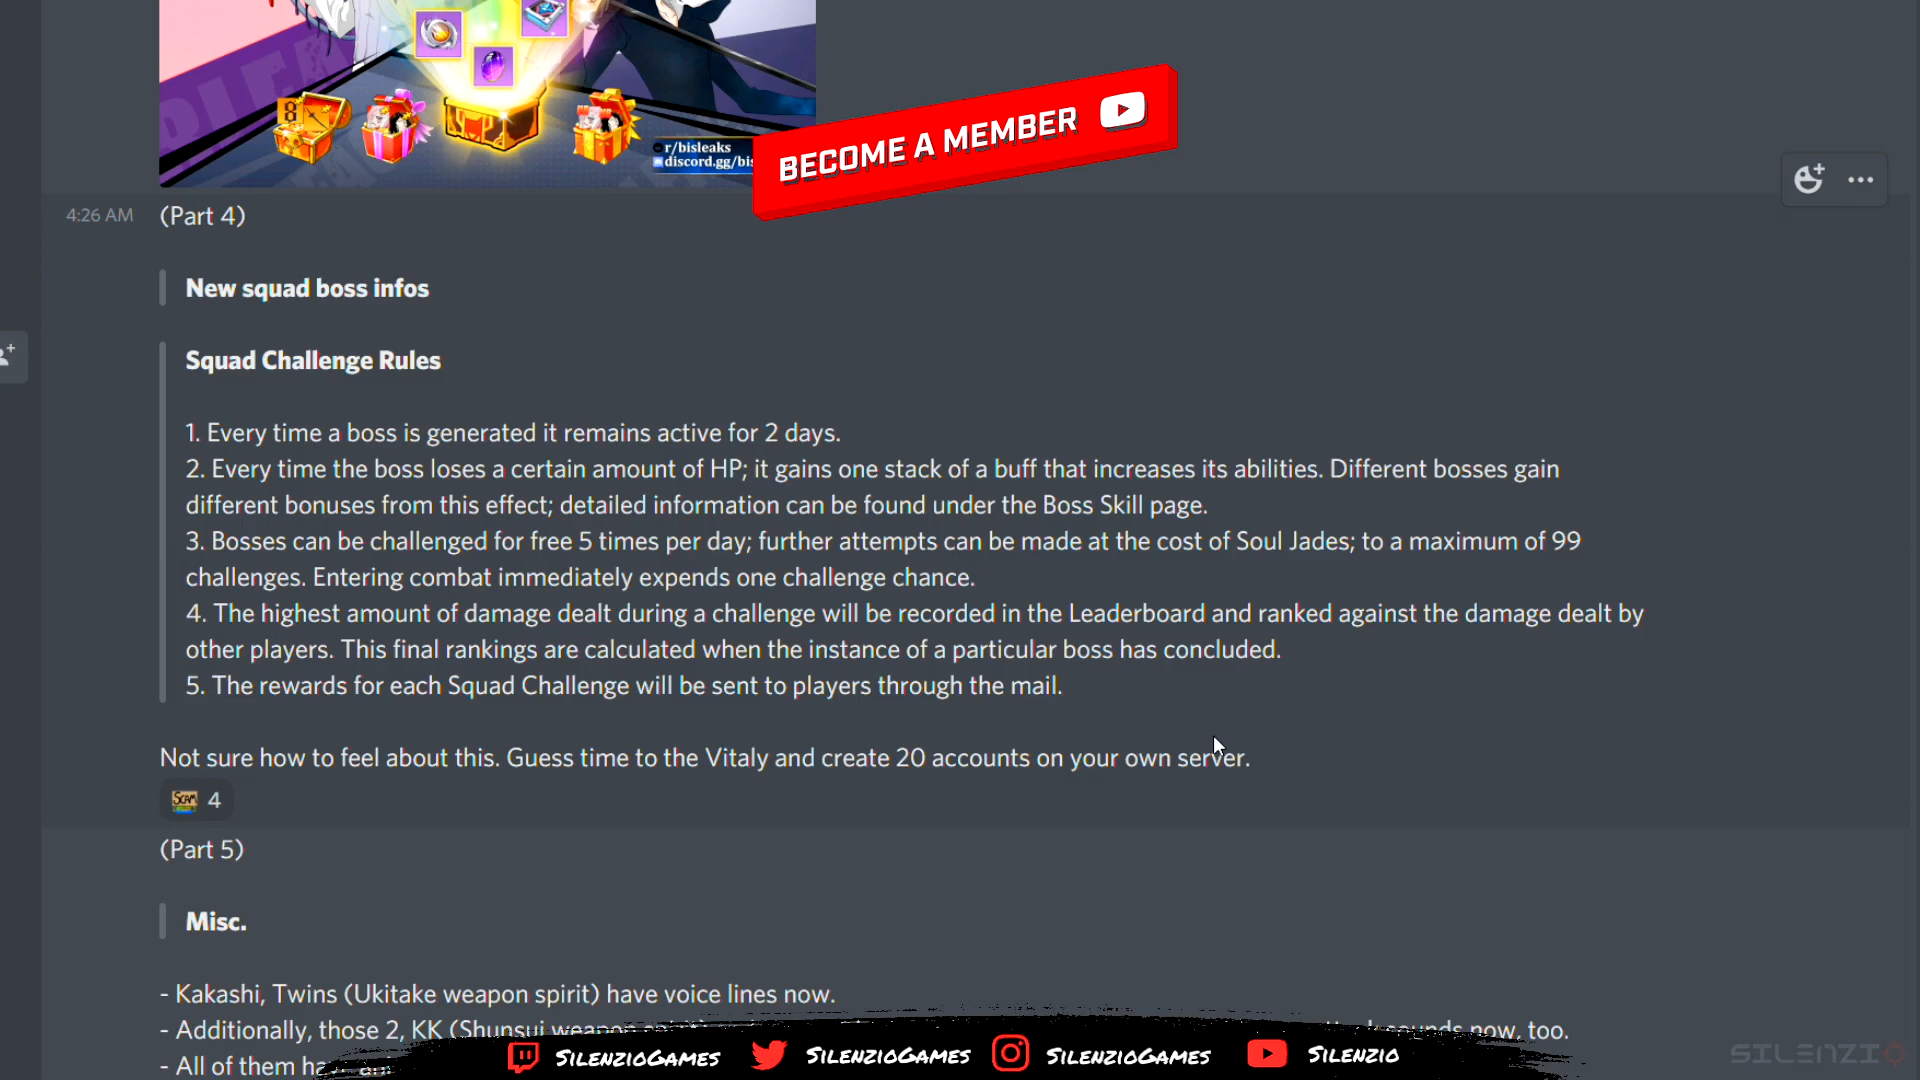 r/bisleaks
discord.gg/bis
BECOME A MEMBER
4:26 AM (Part 4)
New squad boss infos
Squad Challenge Rules
1. Every time a boss is generated it remains active for 2 days.
2. Every time the boss loses a certain amount of HP; it gains one stack of a buff that increases its abilities. Different bosses gain
different bonuses from this effect; detailed information can be found under the Boss Skill page.
3. Bosses can be challenged for free 5 times per day; further attempts can be made at the cost of Soul Jades; to a maximum of 99
challenges. Entering combat immediately expends one challenge chance.
4. The highest amount of damage dealt during a challenge will be recorded in the Leaderboard and ranked against the damage dealt by
other players. This final rankings are calculated when the instance of a particular boss has concluded.
5. The rewards for each Squad Challenge will be sent to players through the mail.
Not sure how to feel about this. Guess time to the Vitaly and create 20 accounts on your own server.
SCAM 4
(Part 5)
Misc.
- Kakashi, Twins (Ukitake weapon spirit) have voice lines now.
- Additionally, those 2, KK (Shunsui weapon sounds now, too.
- All of them
SILENZIOGAMES SILENZIOGAMES SILENZIOGAMES SILENZIO
SILENZIO